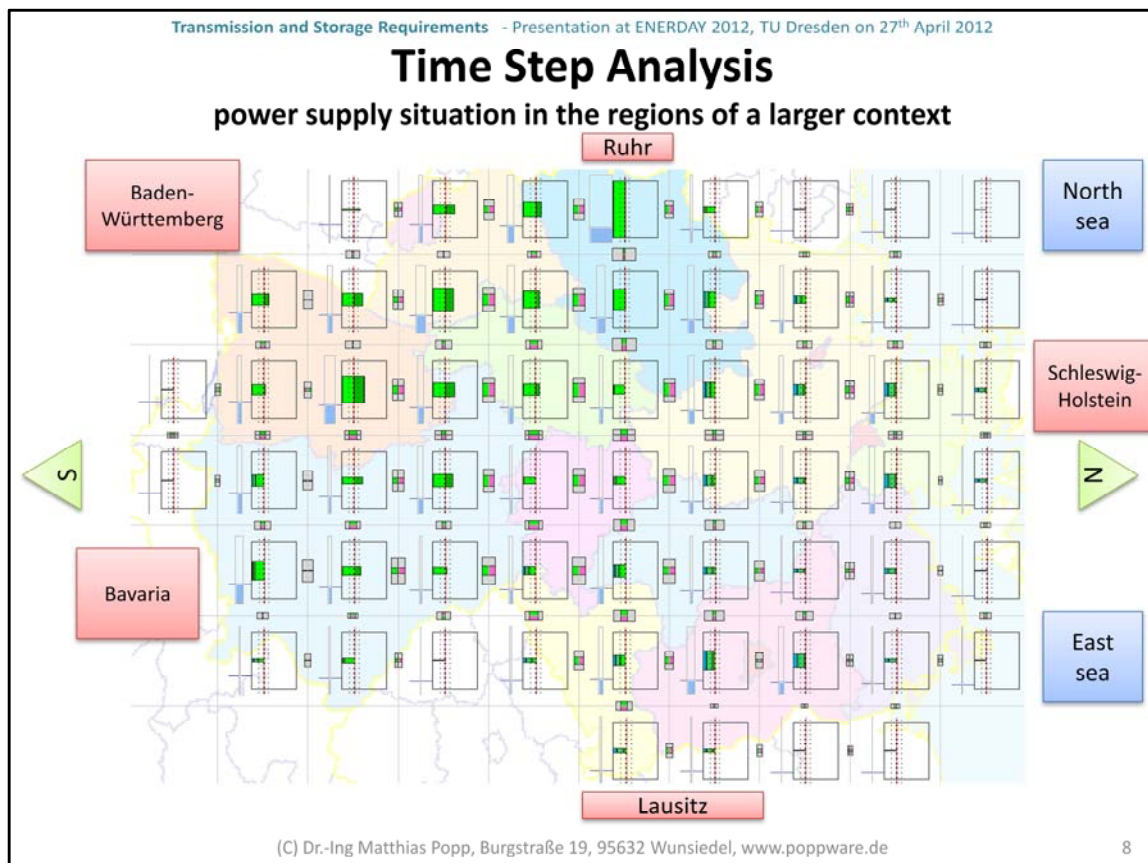 Transmission and Storage Requirements - Presentation at ENERDAY 2012, TU Dresden on 27th April 2012
Time Step Analysis
power supply situation in the regions of a larger context
Ruhr
Baden-
Württemberg
North
sea
Schleswig-
Holstein
S
N
Bavaria
East
sea
Lausitz
(C) Dr.-Ing Matthias Popp, Burgstraße 19, 95632 Wunsiedel, www.poppware.de
8